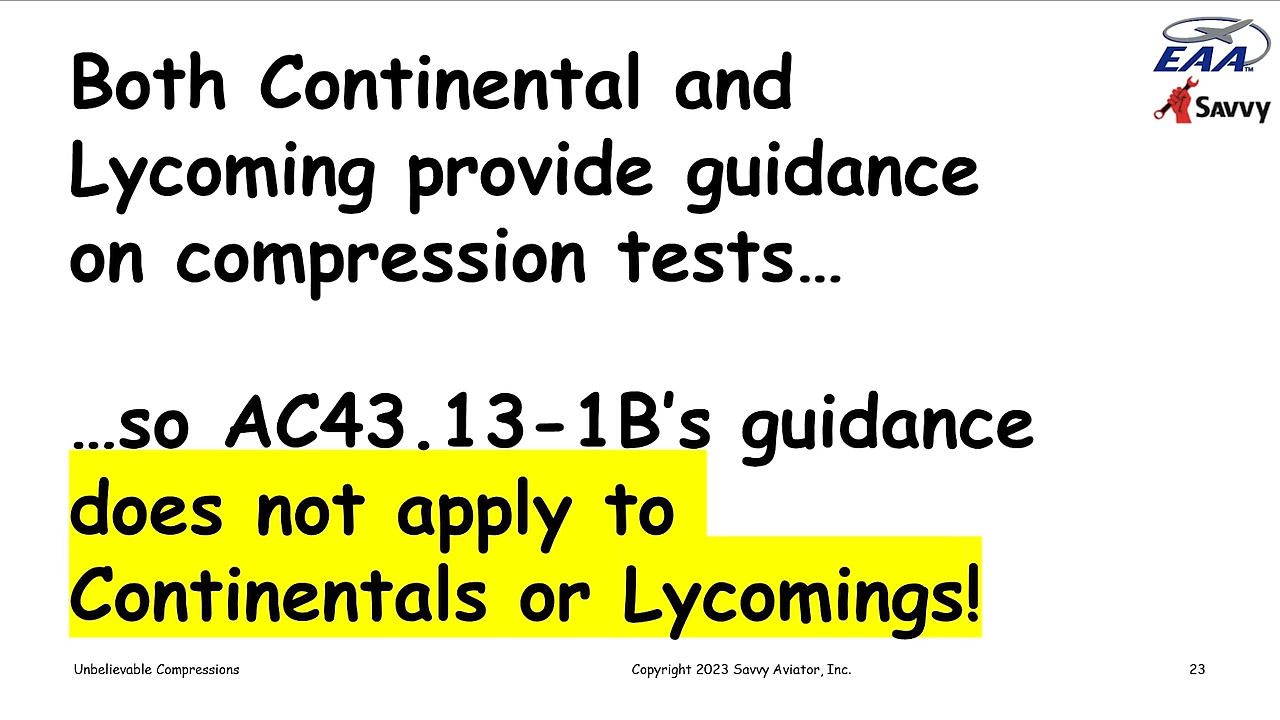 Both Continental and
Lycoming provide guidance
on compression tests…
…so AC43.13-1B’s guidance
does not apply to
Continentals or Lycomings!
EAA™
SAVVY
Unbelievable Compressions
Copyright 2023 Savvy Aviator, Inc.
23